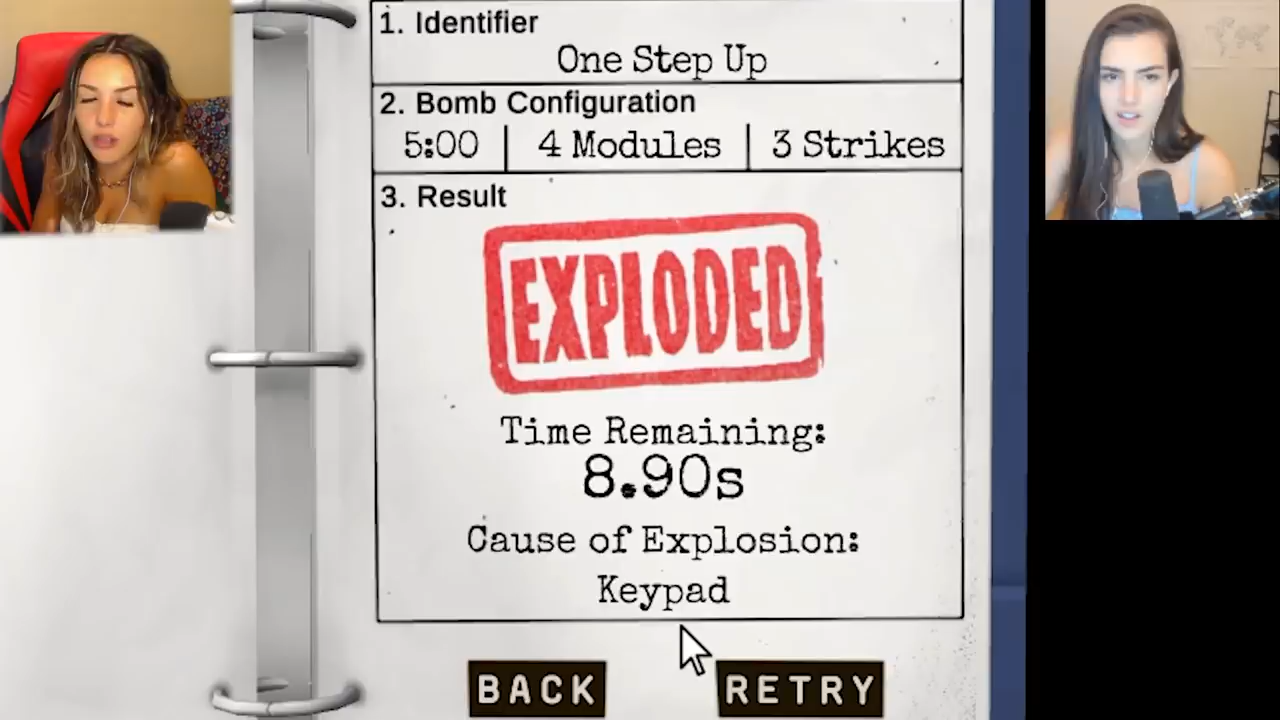 1. Identifier
One Step Up
2. Bomb Configuration
5:00 | 4 Modules | 3 Strikes
3. Result
EXPLODED
Time Remaining:
8.90s
Cause of Explosion:
Keypad
BACK RETRY